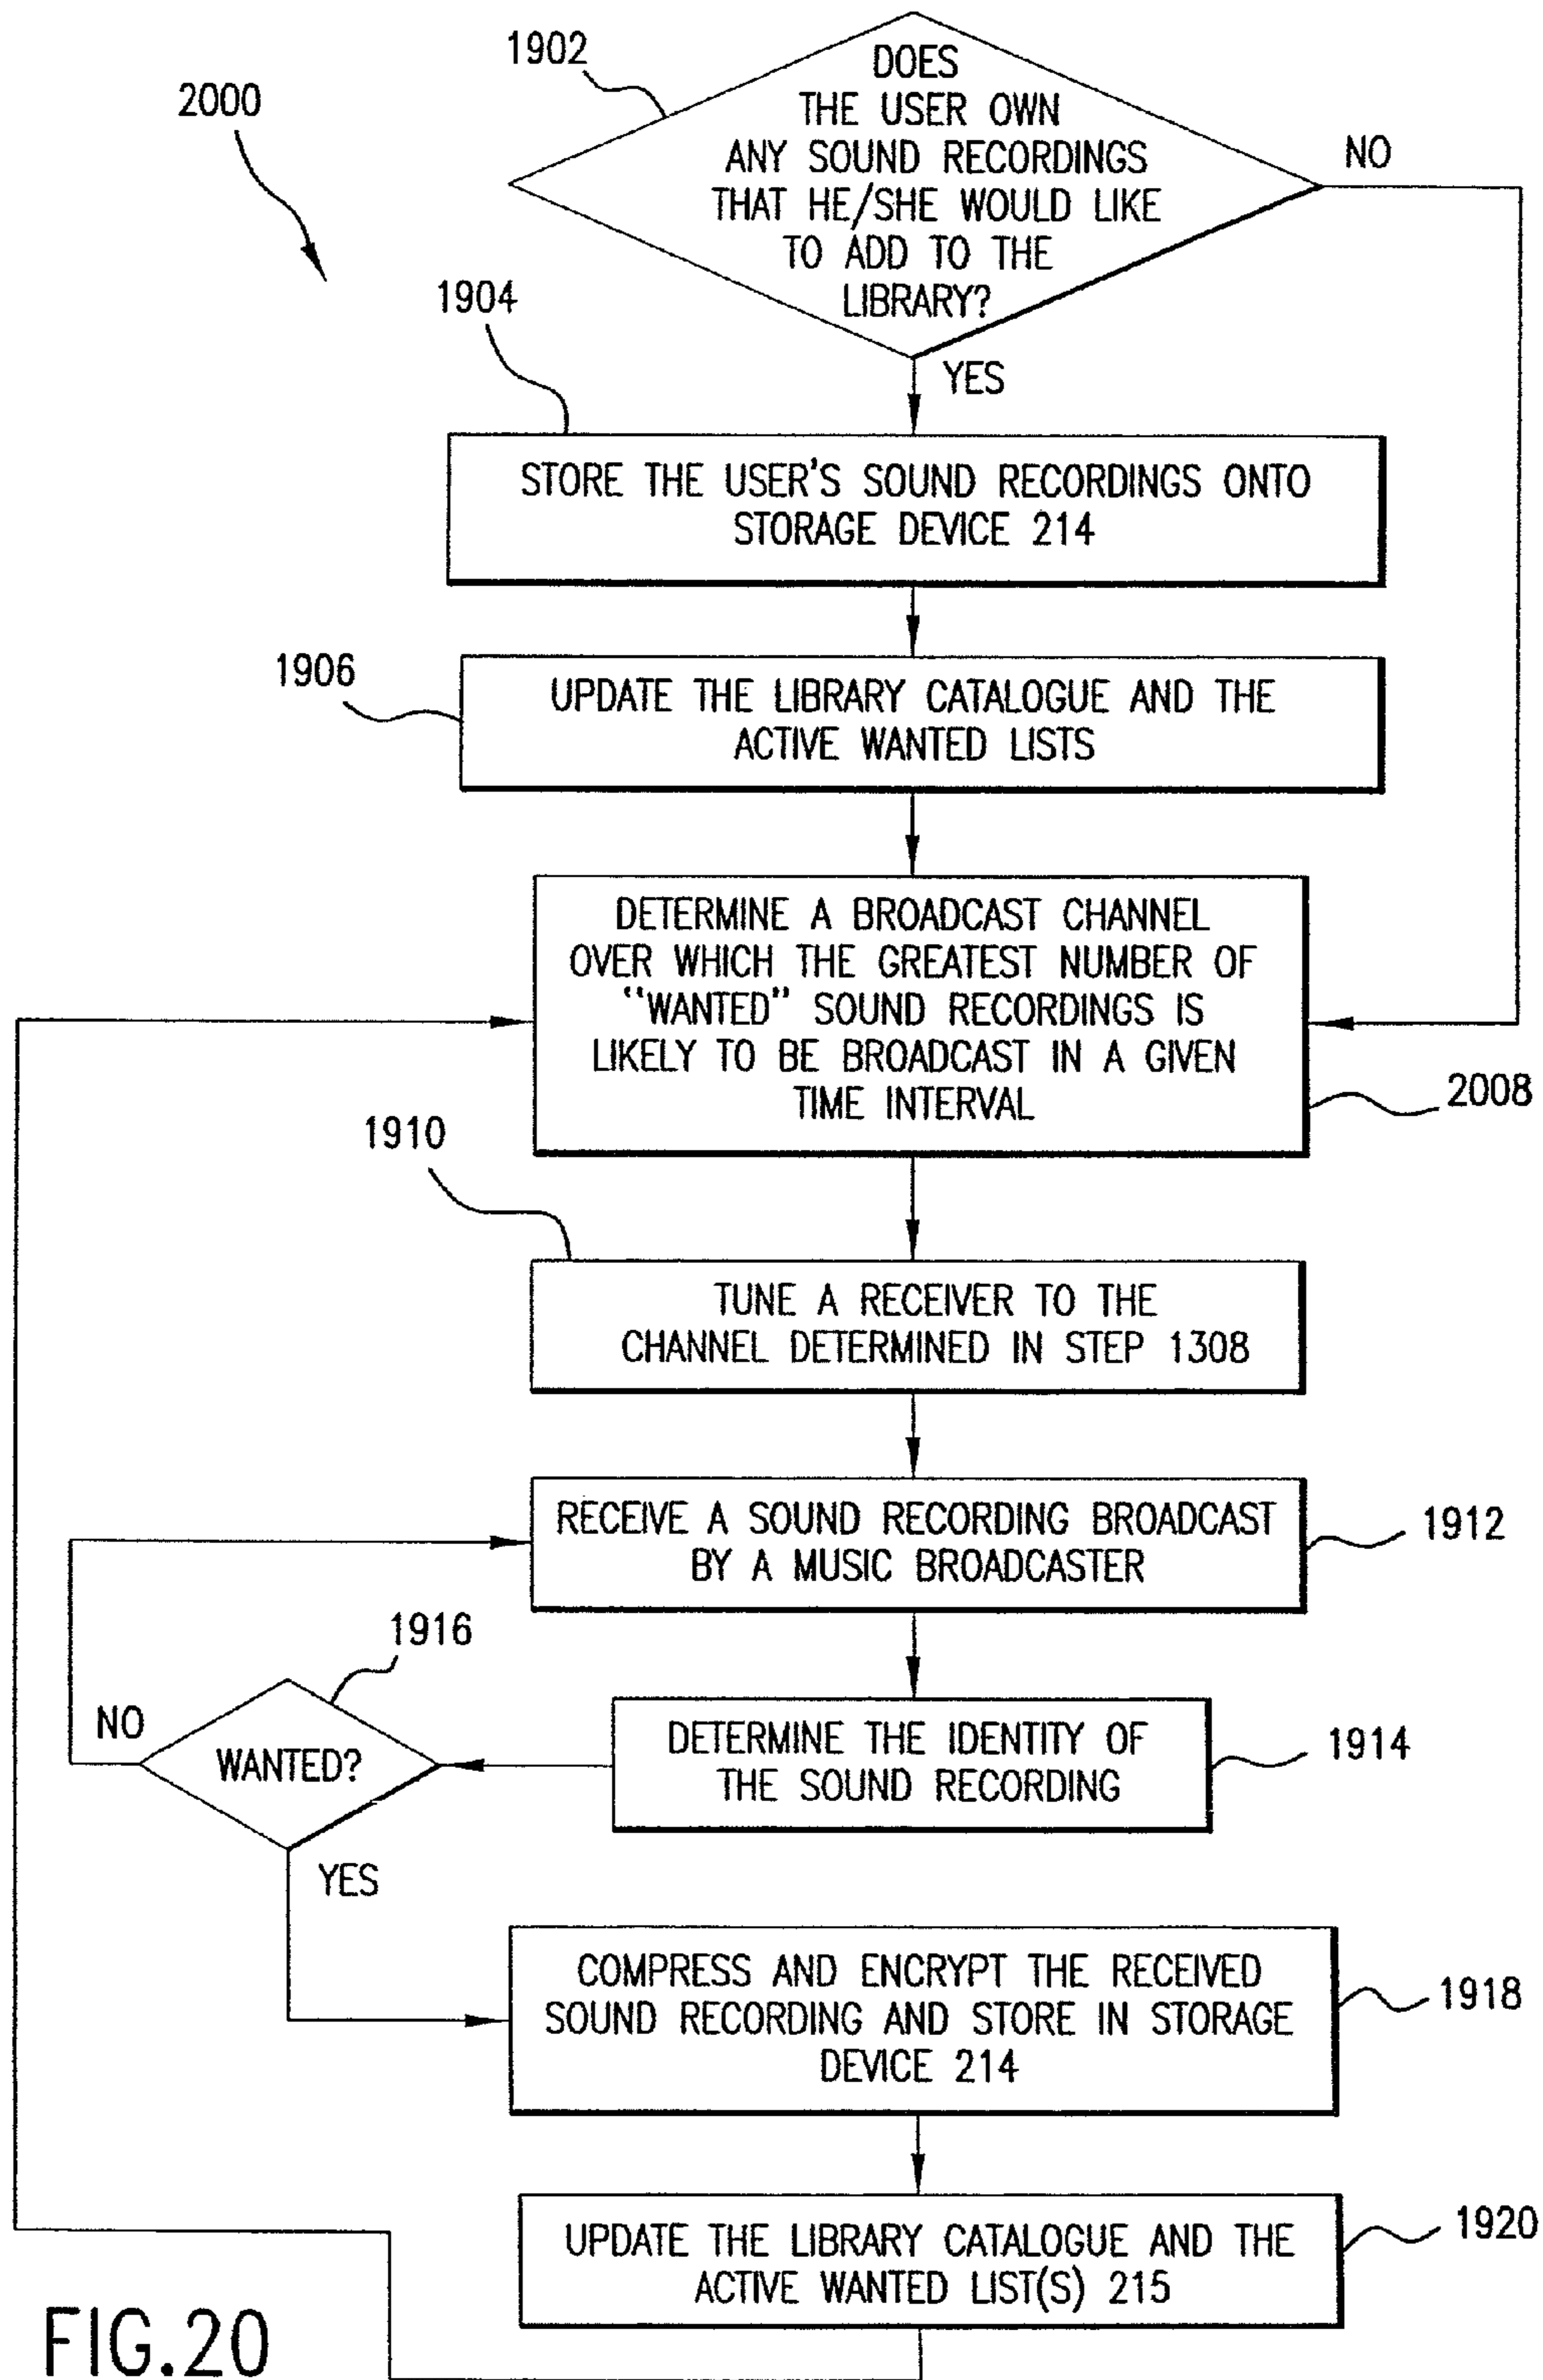 1902
2000
DOES
THE USER OWN
ANY SOUND RECORDINGS
THAT HE/SHE WOULD LIKE
TO ADD TO THE
LIBRARY?
NO
YES
1904
STORE THE USER'S SOUND RECORDINGS ONTO
STORAGE DEVICE 214
1906
UPDATE THE LIBRARY CATALOGUE AND THE
ACTIVE WANTED LISTS
DETERMINE A BROADCAST CHANNEL
OVER WHICH THE GREATEST NUMBER OF
"WANTED" SOUND RECORDINGS IS
LIKELY TO BE BROADCAST IN A GIVEN
TIME INTERVAL
2008
1910
TUNE A RECEIVER TO THE
CHANNEL DETERMINED IN STEP 1308
RECEIVE A SOUND RECORDING BROADCAST
BY A MUSIC BROADCASTER
1912
1916
NO
WANTED?
YES
DETERMINE THE IDENTITY OF
THE SOUND RECORDING
1914
COMPRESS AND ENCRYPT THE RECEIVED
SOUND RECORDING AND STORE IN STORAGE
DEVICE 214
1918
UPDATE THE LIBRARY CATALOGUE AND THE
ACTIVE WANTED LIST(S) 215
1920
FIG.20